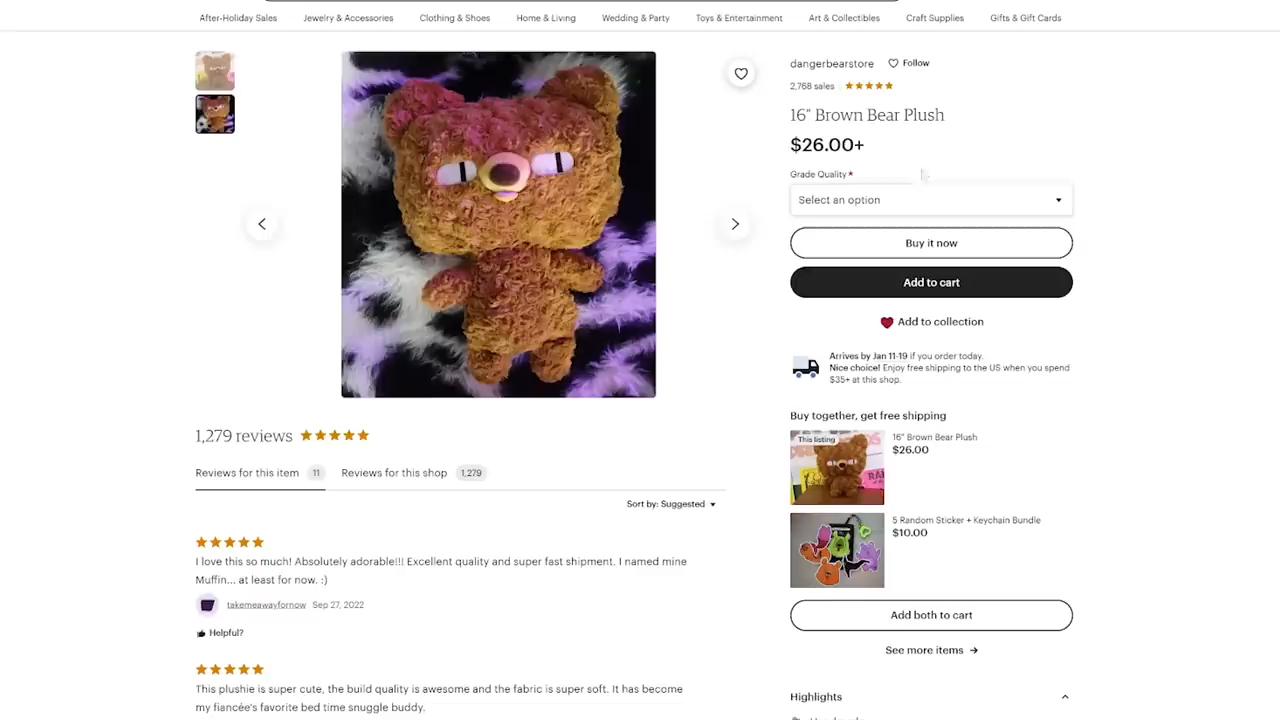 After-Holiday Sales
Jewelry & Accessories
Clothing & Shoes
Home & Living
Wedding & Party
Toys & Entertainment
Art & Collectibles
Craft Supplies
Gifts & Gift Cards
dangerbearstore
Follow
2,768 sales
16" Brown Bear Plush
$26.00+
Grade Quality *
Select an option
Buy it now
Add to cart
Add to collection
Arrives by Jan 11-19 if you order today.
Nice choice! Enjoy free shipping to the US when you spend
$35+ at this shop.
Buy together, get free shipping
This listing
16" Brown Bear Plush
$26.00
5 Random Sticker + Keychain Bundle
$10.00
Add both to cart
See more items →
Highlights
1,279 reviews
Reviews for this item 11
Reviews for this shop 1,279
Sort by: Suggested
I love this so much! Absolutely adorable!!! Excellent quality and super fast shipment. I named mine
Muffin... at least for now. :)
takemeawayfornow Sep 27, 2022
Helpful?
This plushie is super cute, the build quality is awesome and the fabric is super soft. It has become
my fiancée's favorite bed time snuggle buddy.